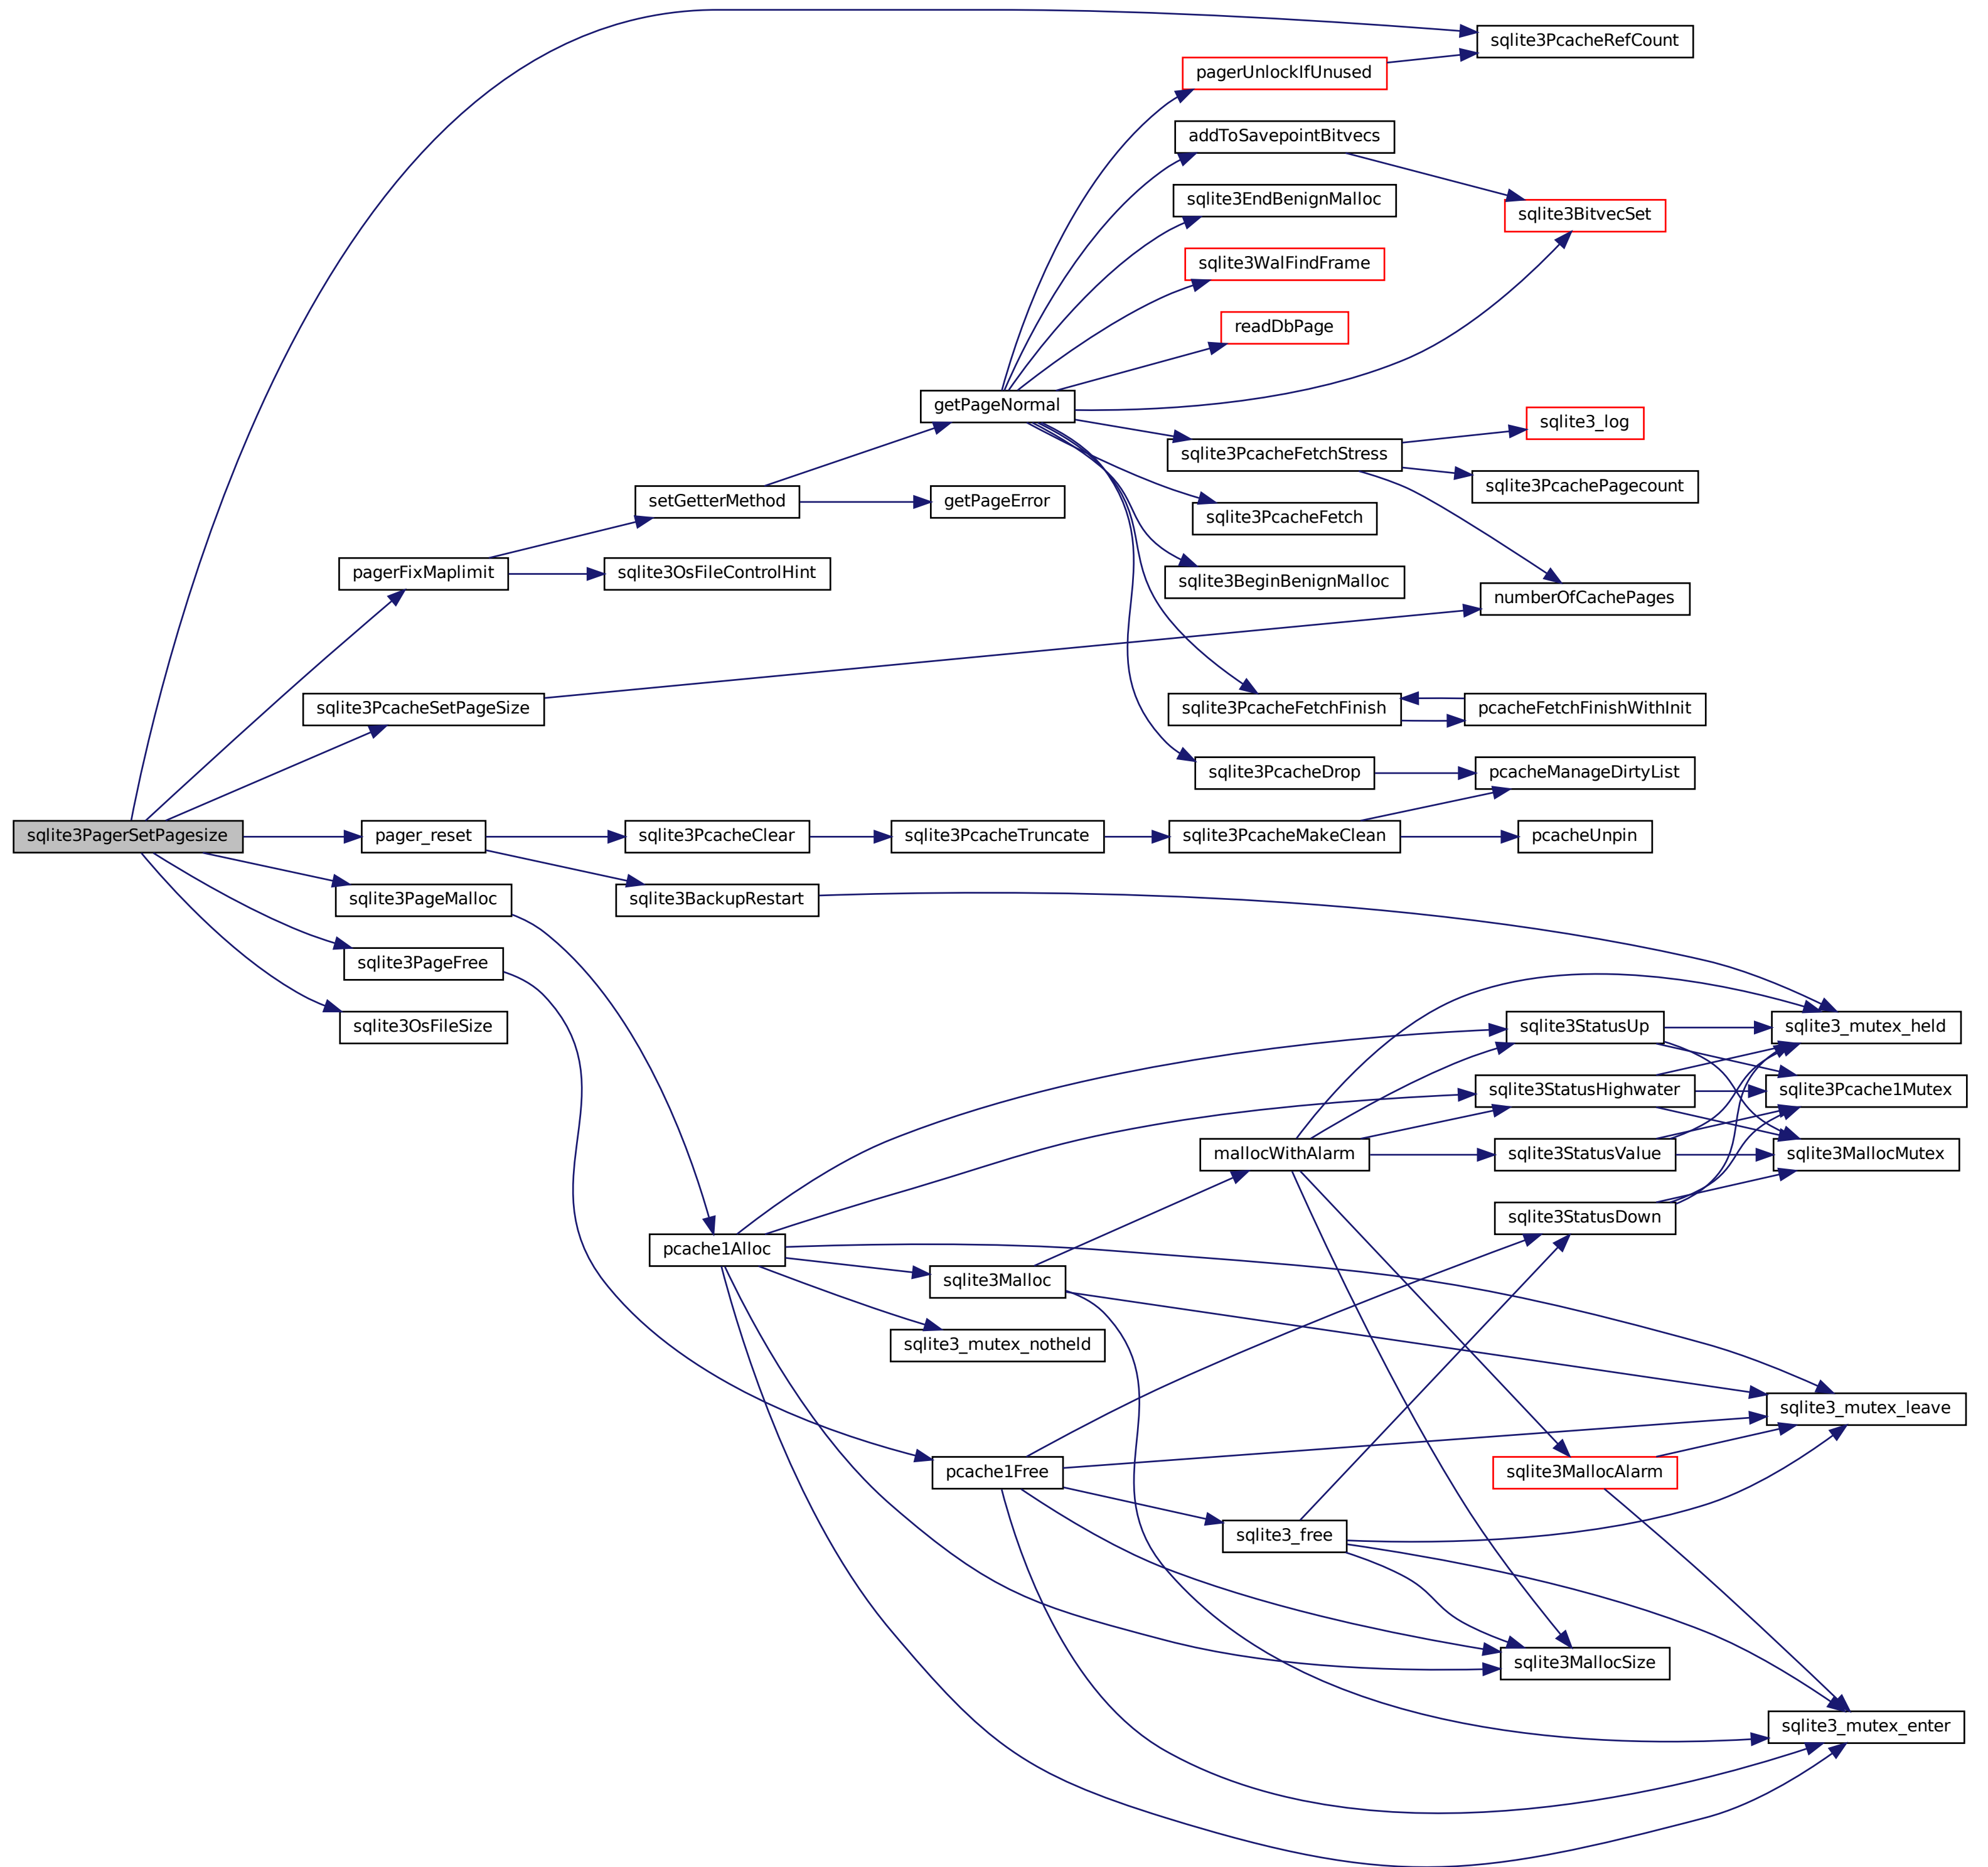 sqlite3PcacheRefCount
pagerUnlockIfUnused
addToSavepointBitvecs
sqlite3EndBenignMalloc
sqlite3BitvecSet
sqlite3WalFindFrame
readDbPage
getPageNormal
sqlite3_log
sqlite3PcacheFetchStress
sqlite3PcachePagecount
setGetterMethod
getPageError
sqlite3PcacheFetch
pagerFixMaplimit
sqlite3OsFileControlHint
sqlite3BeginBenignMalloc
numberOfCachePages
sqlite3PcacheSetPageSize
sqlite3PcacheFetchFinish
pcacheFetchFinishWithInit
sqlite3PcacheDrop
pcacheManageDirtyList
sqlite3PagerSetPagesize
pager_reset
sqlite3PcacheClear
sqlite3PcacheTruncate
sqlite3PcacheMakeClean
pcacheUnpin
sqlite3PageMalloc
sqlite3BackupRestart
sqlite3PageFree
sqlite3OsFileSize
sqlite3StatusUp
sqlite3_mutex_held
sqlite3StatusHighwater
sqlite3Pcache1Mutex
mallocWithAlarm
sqlite3StatusValue
sqlite3MallocMutex
sqlite3StatusDown
pcache1Alloc
sqlite3Malloc
sqlite3_mutex_notheld
sqlite3_mutex_leave
pcache1Free
sqlite3MallocAlarm
sqlite3_free
sqlite3MallocSize
sqlite3_mutex_enter